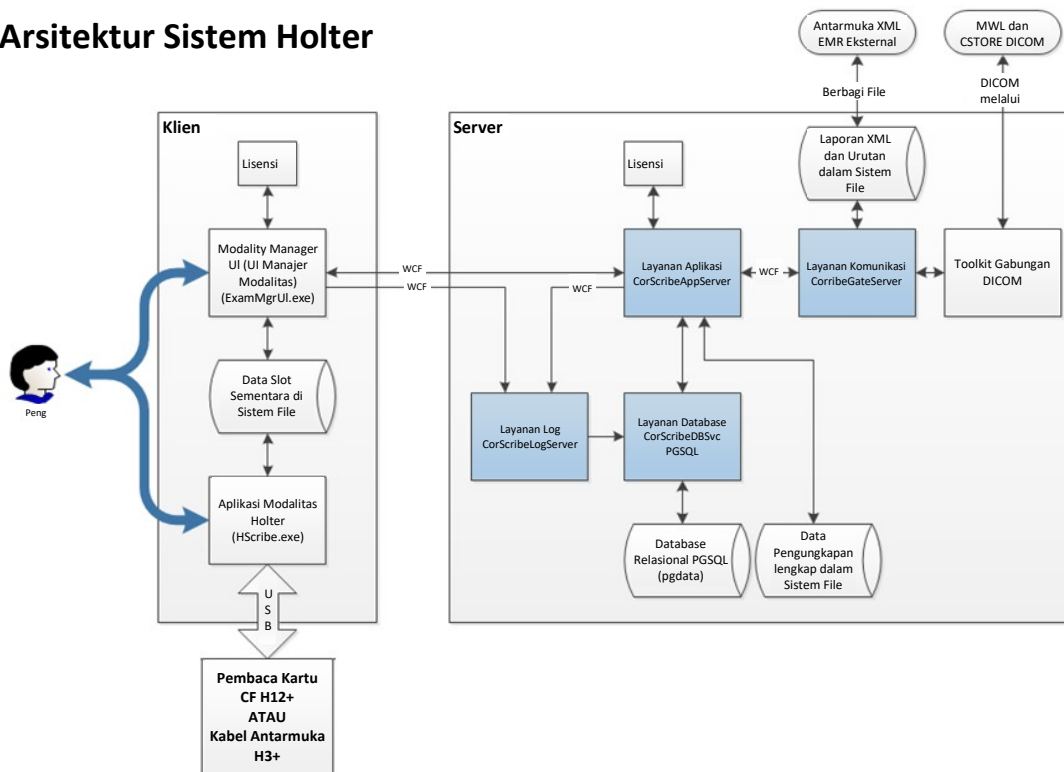 Arsitektur Sistem Holter
Antarmuka XML
EMR Eksternal
MWL dan
CSTORE DICOM
Berbagi File
DICOM
melalui
Klien
Server
Lisensi
Lisensi
Laporan XML
dan Urutan
dalam Sistem
File
Modality Manager
UI (UI Manajer
Modalitas)
(ExamMgrUI.exe)
WCF
WCF
WCF
Layanan Aplikasi
CorScribeAppServer
WCF
Layanan Komunikasi
CorribeGateServer
Toolkit Gabungan
DICOM
Peng
Data Slot
Sementara di
Sistem File
Layanan Log
CorScribeLogServer
Layanan Database
CorScribeDBSvc
PGSQL
Aplikasi Modalitas
Holter
(HScribe.exe)
Database
Relasional PGSQL
(pgdata)
Data
Pengungkapan
lengkap dalam
Sistem File
U
S
B
Pembaca Kartu
CF H12+
ATAU
Kabel Antarmuka
H3+